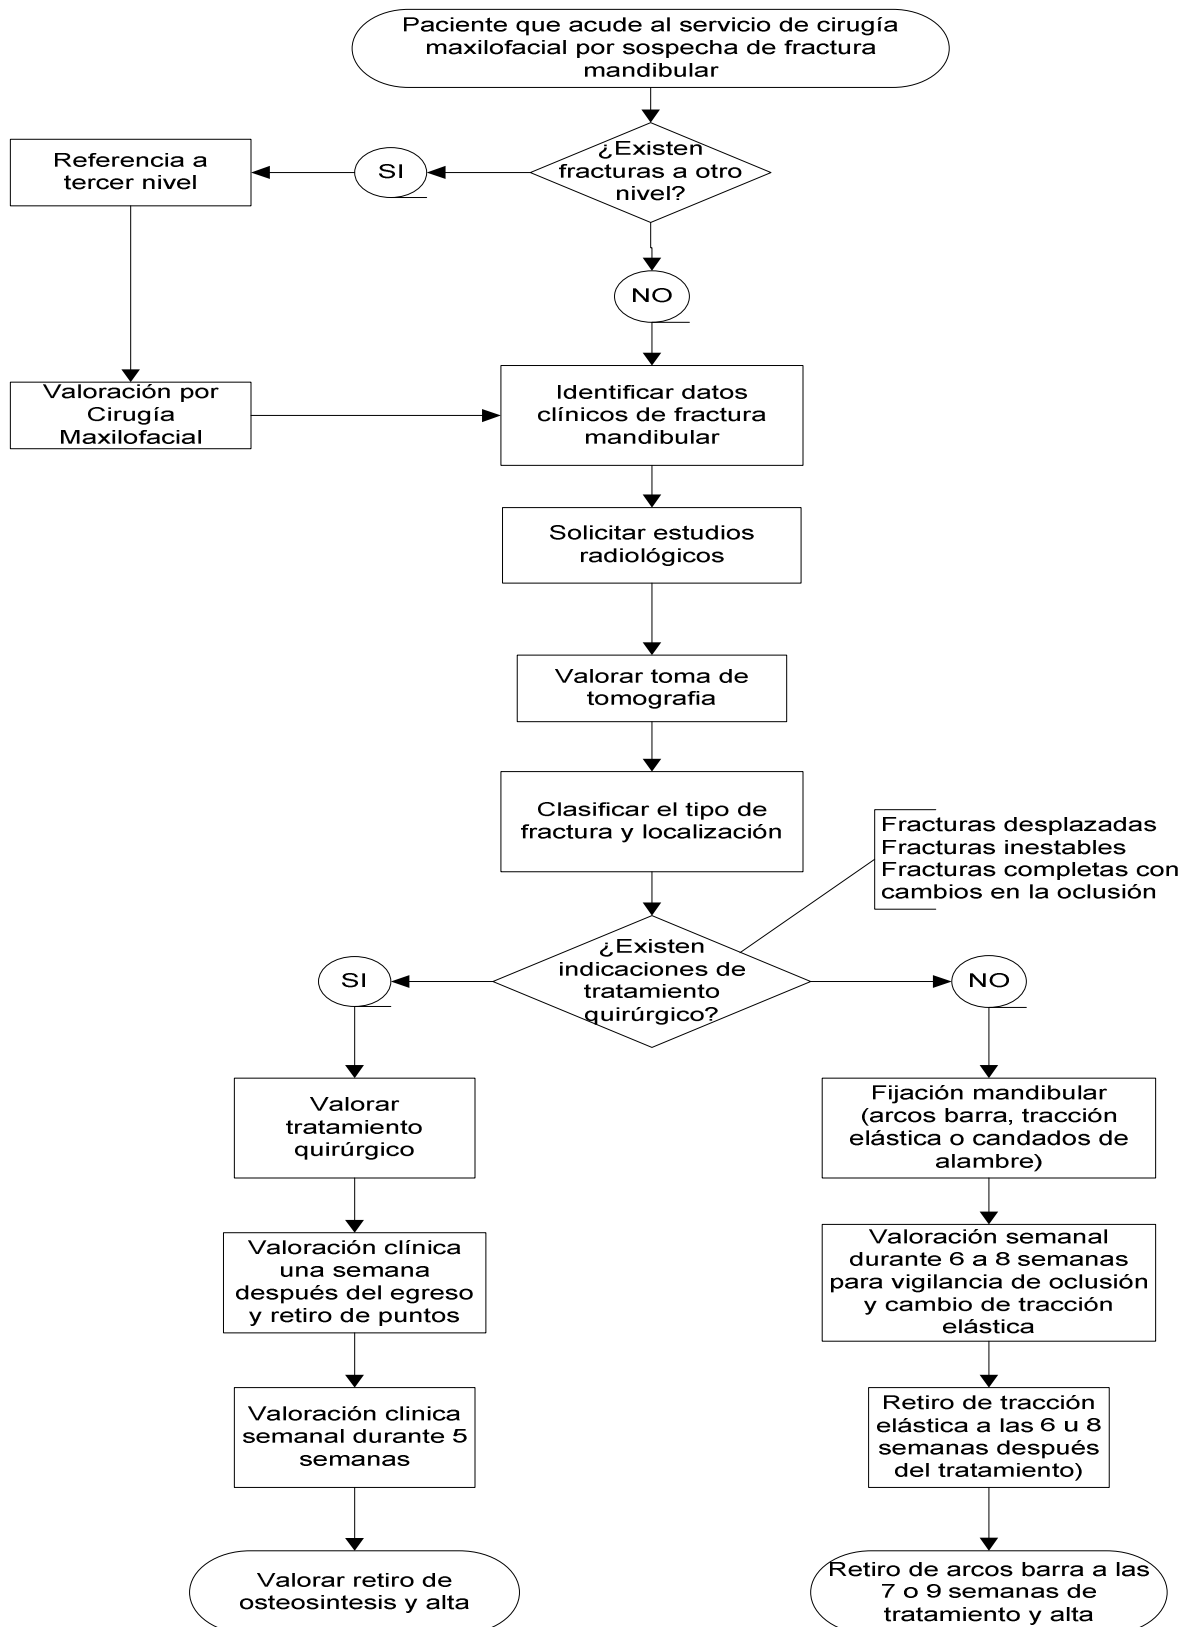 Paciente que acude al servicio de cirugía
maxilofacial por sospecha de fractura
mandibular
¿Existen
fracturas a otro
nivel?
SI
Referencia a
tercer nivel
NO
Valoración por
Cirugía
Maxilofacial
Identificar datos
clínicos de fractura
mandibular
Solicitar estudios
radiológicos
Valorar toma de
tomografia
Clasificar el tipo de
fractura y localización
Fracturas desplazadas
Fracturas inestables
Fracturas completas con
cambios en la oclusión
¿Existen
indicaciones de
tratamiento
quirúrgico?
SI
NO
Valorar
tratamiento
quirúrgico
Valoración clínica
una semana
después del egreso
y retiro de puntos
Valoración clinica
semanal durante 5
semanas
Valorar retiro de
osteosintesis y alta
Fijación mandibular
(arcos barra, tracción
elástica o candados de
alambre)
Valoración semanal
durante 6 a 8 semanas
para vigilancia de oclusión
y cambio de tracción
elástica
Retiro de tracción
elástica a las 6 u 8
semanas después
del tratamiento)
Retiro de arcos barra a las
7 o 9 semanas de
tratamiento y alta